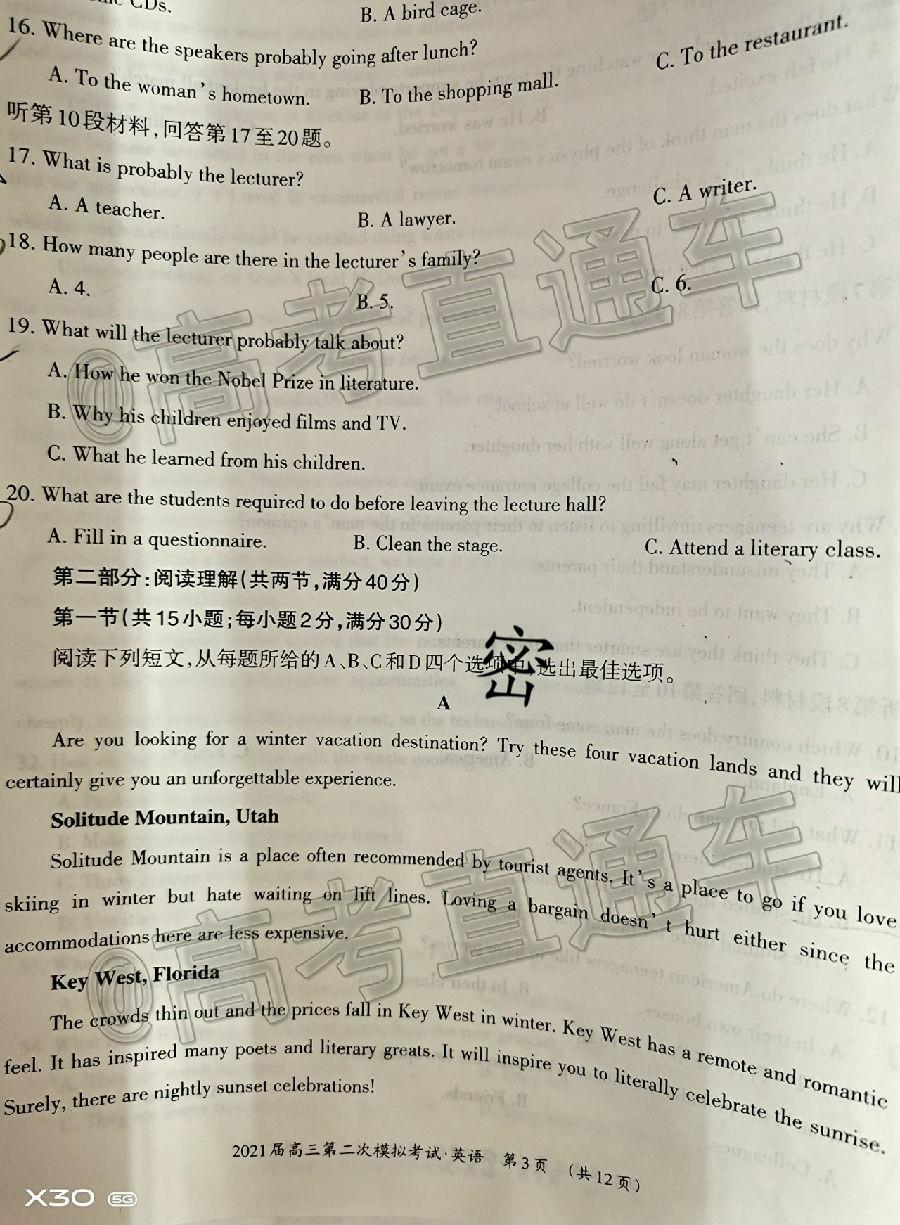 CDs.
B. A bird cage.
16. Where are the speakers probably going after lunch?
A. To the woman's hometown.
B. To the shopping mall.
C. To the restaurant.
听第10段材料,回答第17至20题。
17. What is probably the lecturer?
A. A teacher.
B. A lawyer.
C. A writer.
18. How many people are there in the lecturer's family?
A. 4.
B. 5.
C. 6.
19. What will the lecturer probably talk about?
A. How he won the Nobel Prize in literature.
B. Why his children enjoyed films and TV.
C. What he learned from his children.
20. What are the students required to do before leaving the lecture hall?
A. Fill in a questionnaire.
B. Clean the stage.
C. Attend a literary class.
第二部分:阅读理解(共两节,满分40分)
第一节(共15小题;每小题2分,满分30分)
阅读下列短文,从每题所给的A、B、C和D四个选项中,选出最佳选项。
密
A
Are you looking for a winter vacation destination? Try these four vacation lands and they will
certainly give you an unforgettable experience.
Solitude Mountain, Utah
Solitude Mountain is a place often recommended by tourist agents. It's a place to go if you love
skiing in winter but hate waiting on lift lines. Loving a bargain doesn't hurt either since the
accommodations here are less expensive.
Key West, Florida
The crowds thin out and the prices fall in Key West in winter. Key West has a remote and romantic
feel. It has inspired many poets and literary greats. It will inspire you to literally celebrate the sunrise.
Surely, there are nightly sunset celebrations!
2021届高三第二次模拟考试·英语 第3页 (共12页)
@高考直通车
@高考直通车
X30 5G